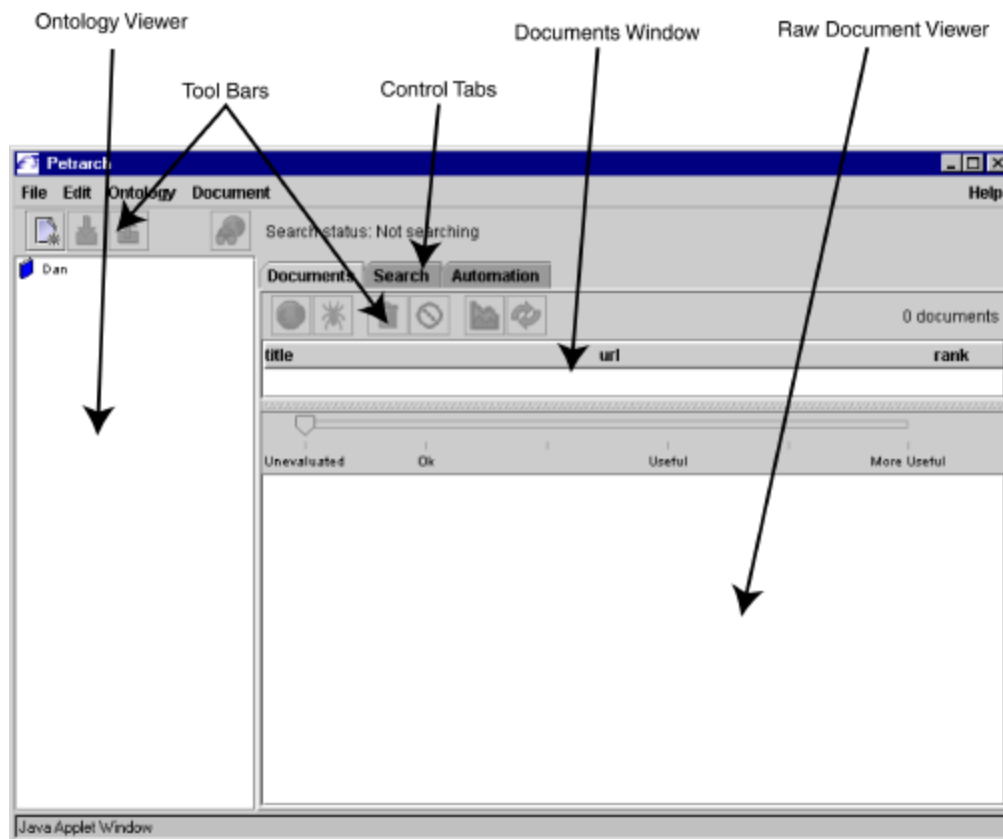 Ontology Viewer
Documents Window
Raw Document Viewer
Tool Bars
Control Tabs
Petrarch
File Edit Ontology Document Help
Search status: Not searching
Dan
Documents Search Automation
0 documents
title url rank
Unevaluated Ok Useful More Useful
Java Applet Window